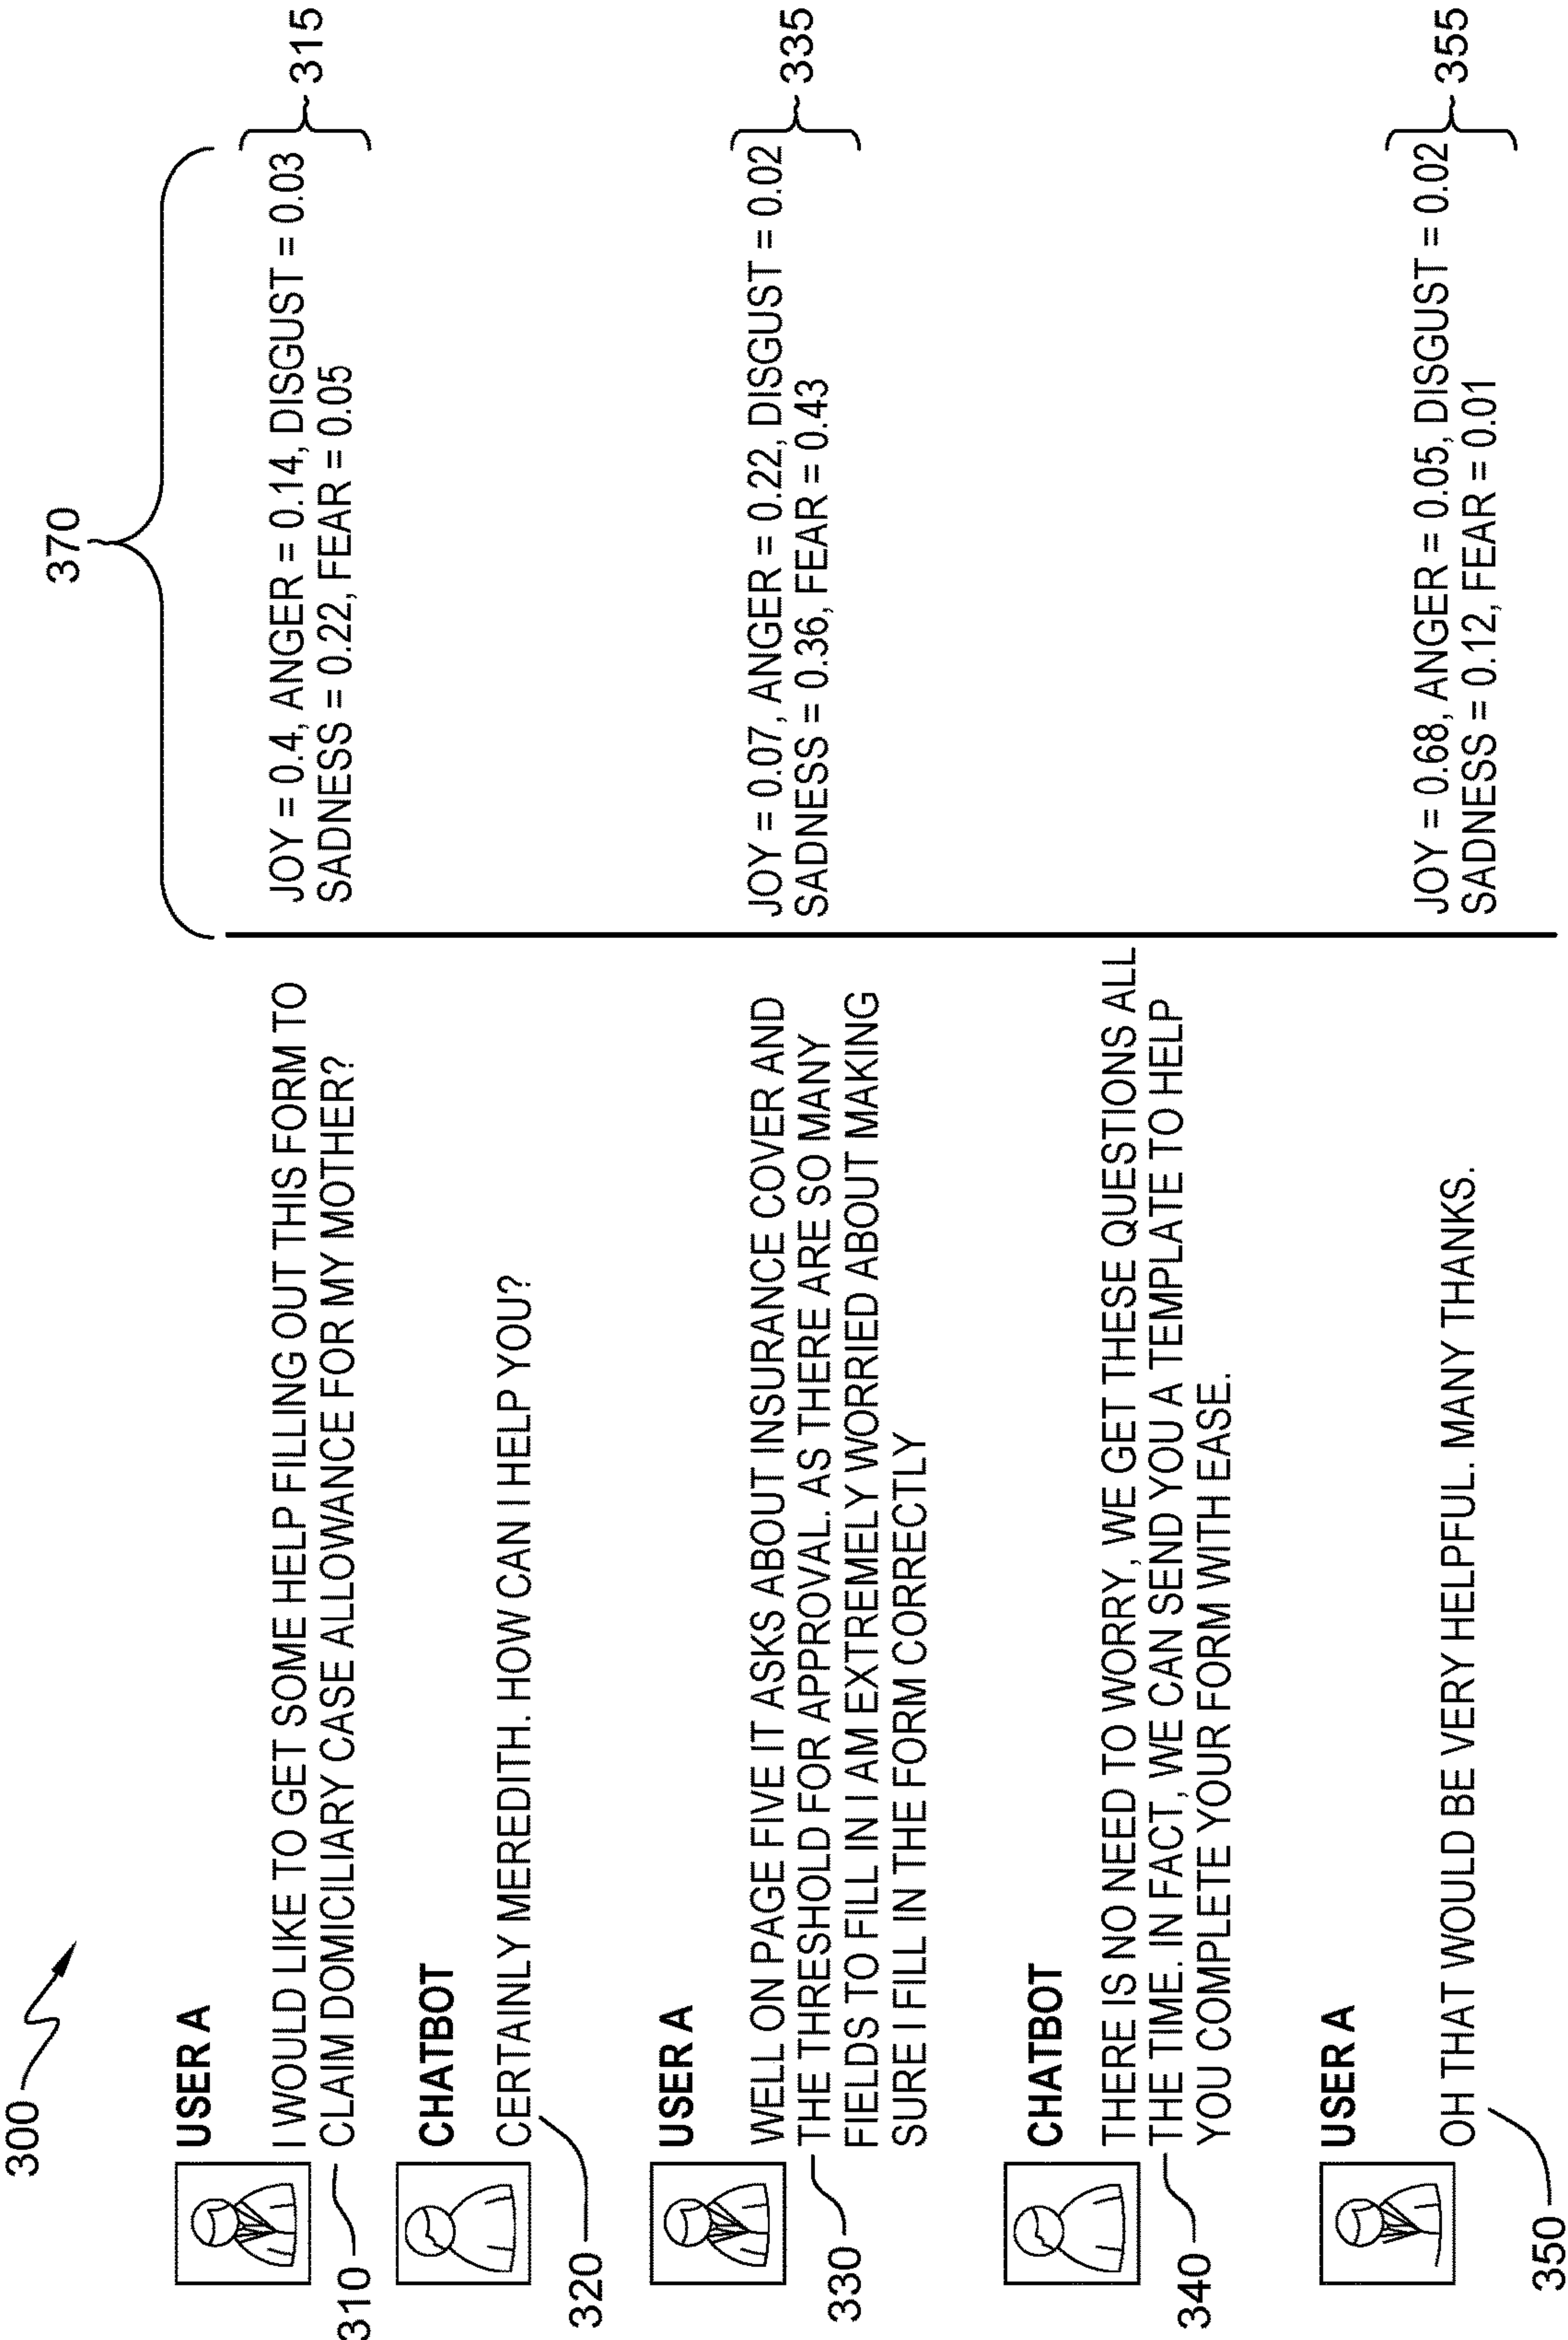 300
370
USER A
I WOULD LIKE TO GET SOME HELP FILLING OUT THIS FORM TO
CLAIM DOMICILIARY CASE ALLOWANCE FOR MY MOTHER?
310
JOY = 0.4, ANGER = 0.14, DISGUST = 0.03
SADNESS = 0.22, FEAR = 0.05
315
CHATBOT
CERTAINLY MEREDITH. HOW CAN I HELP YOU?
320
USER A
WELL ON PAGE FIVE IT ASKS ABOUT INSURANCE COVER AND
THE THRESHOLD FOR APPROVAL. AS THERE ARE SO MANY
FIELDS TO FILL IN I AM EXTREMELY WORRIED ABOUT MAKING
SURE I FILL IN THE FORM CORRECTLY
330
JOY = 0.07, ANGER = 0.22, DISGUST = 0.02
SADNESS = 0.36, FEAR = 0.43
335
CHATBOT
THERE IS NO NEED TO WORRY, WE GET THESE QUESTIONS ALL
THE TIME. IN FACT, WE CAN SEND YOU A TEMPLATE TO HELP
YOU COMPLETE YOUR FORM WITH EASE.
340
USER A
OH THAT WOULD BE VERY HELPFUL. MANY THANKS.
350
JOY = 0.68, ANGER = 0.05, DISGUST = 0.02
SADNESS = 0.12, FEAR = 0.01
355